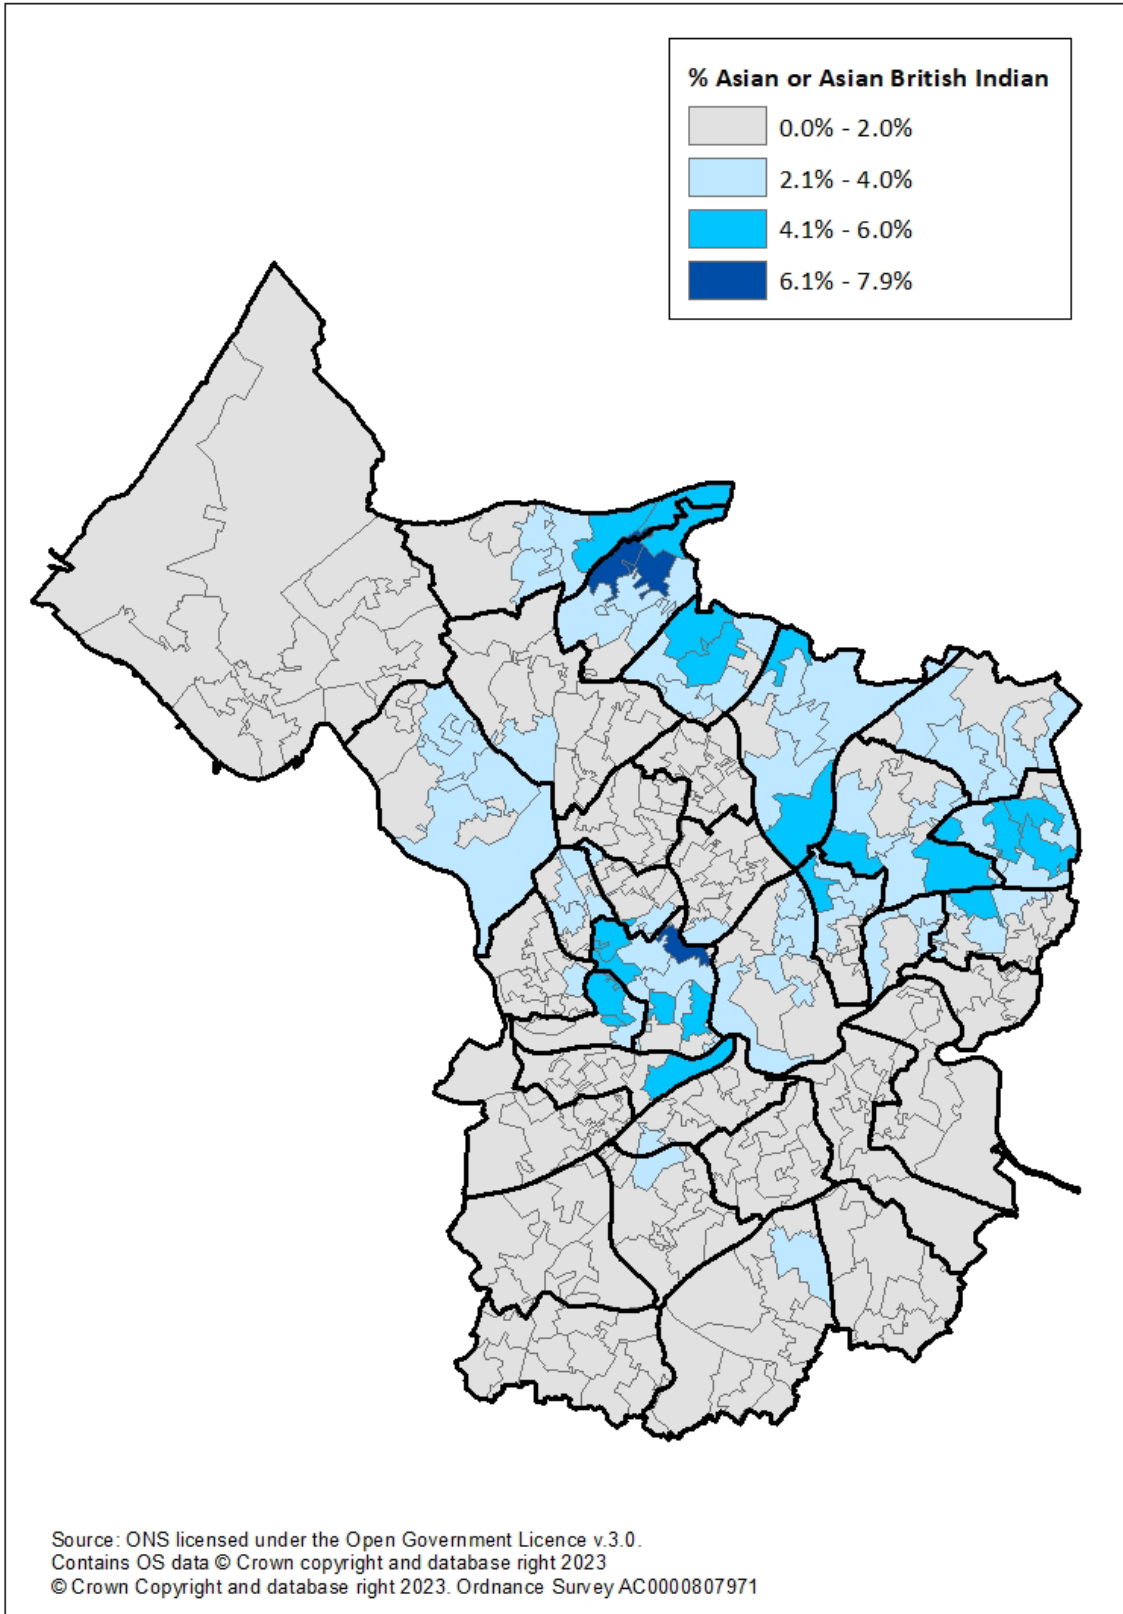 % Asian or Asian British Indian
0.0% - 2.0%
2.1% - 4.0%
4.1% - 6.0%
6.1% - 7.9%
Source: ONS licensed under the Open Government Licence v.3.0.
Contains OS data © Crown copyright and database right 2023
© Crown Copyright and database right 2023. Ordnance Survey AC0000807971